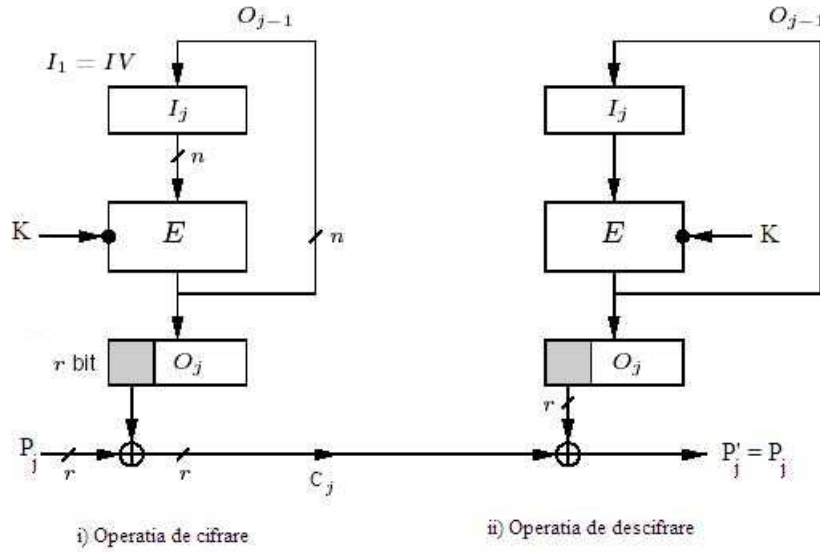 O_{j-1}
O_{j-1}
I_1 = IV
I_j
I_j
n
K
E
n
E
K
r bit
O_j
O_j
r
P_j
r
r
C_j
P'_j = P_j
i) Operatia de cifrare
ii) Operatia de descifrare